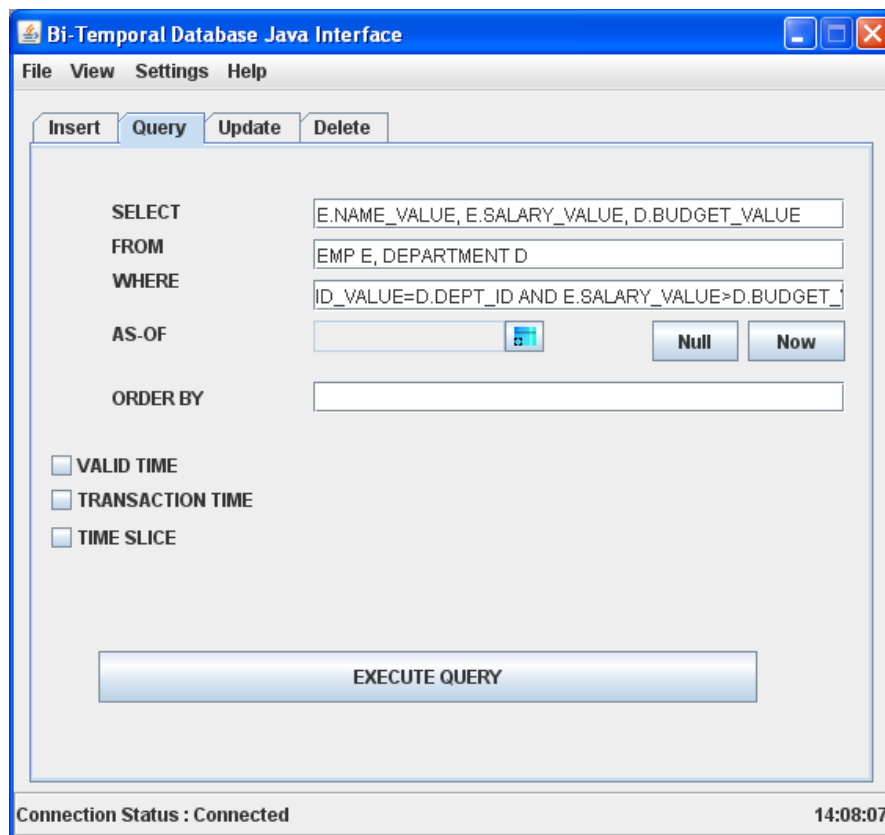 Bi-Temporal Database Java Interface
File View Settings Help
Insert Query Update Delete
SELECT E.NAME_VALUE, E.SALARY_VALUE, D.BUDGET_VALUE
FROM EMP E, DEPARTMENT D
WHERE ID_VALUE=D.DEPT_ID AND E.SALARY_VALUE>D.BUDGET_
AS-OF Null Now
ORDER BY
VALID TIME
TRANSACTION TIME
TIME SLICE
EXECUTE QUERY
Connection Status : Connected 14:08:07